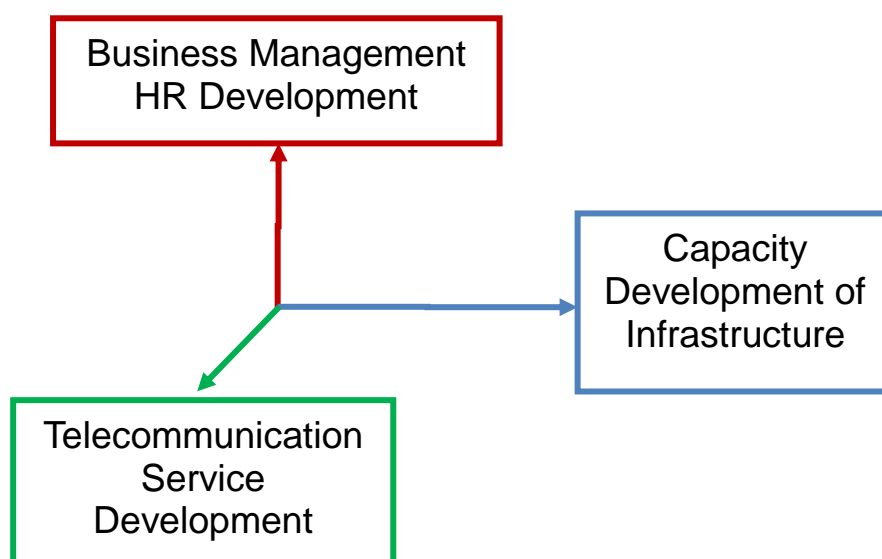 Business Management
HR Development
Capacity
Development of
Infrastructure
Telecommunication
Service
Development